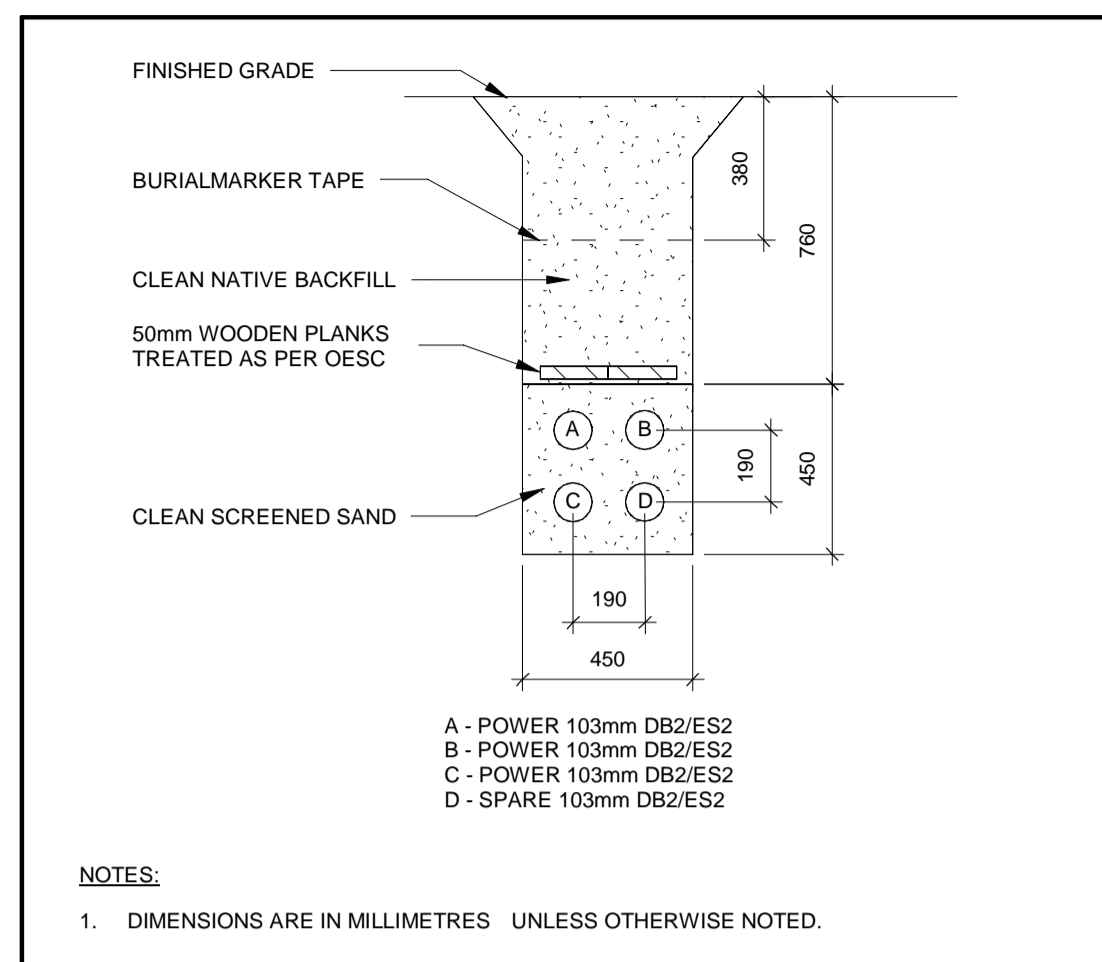 FINISHED GRADE
BURIALMARKER TAPE
380
760
CLEAN NATIVE BACKFILL
50mm WOODEN PLANKS
TREATED AS PER OESC
A
B
190
450
C
D
CLEAN SCREENED SAND
190
450
A - POWER 103mm DB2/ES2
B - POWER 103mm DB2/ES2
C - POWER 103mm DB2/ES2
D - SPARE 103mm DB2/ES2
NOTES:
1. DIMENSIONS ARE IN MILLIMETRES UNLESS OTHERWISE NOTED.